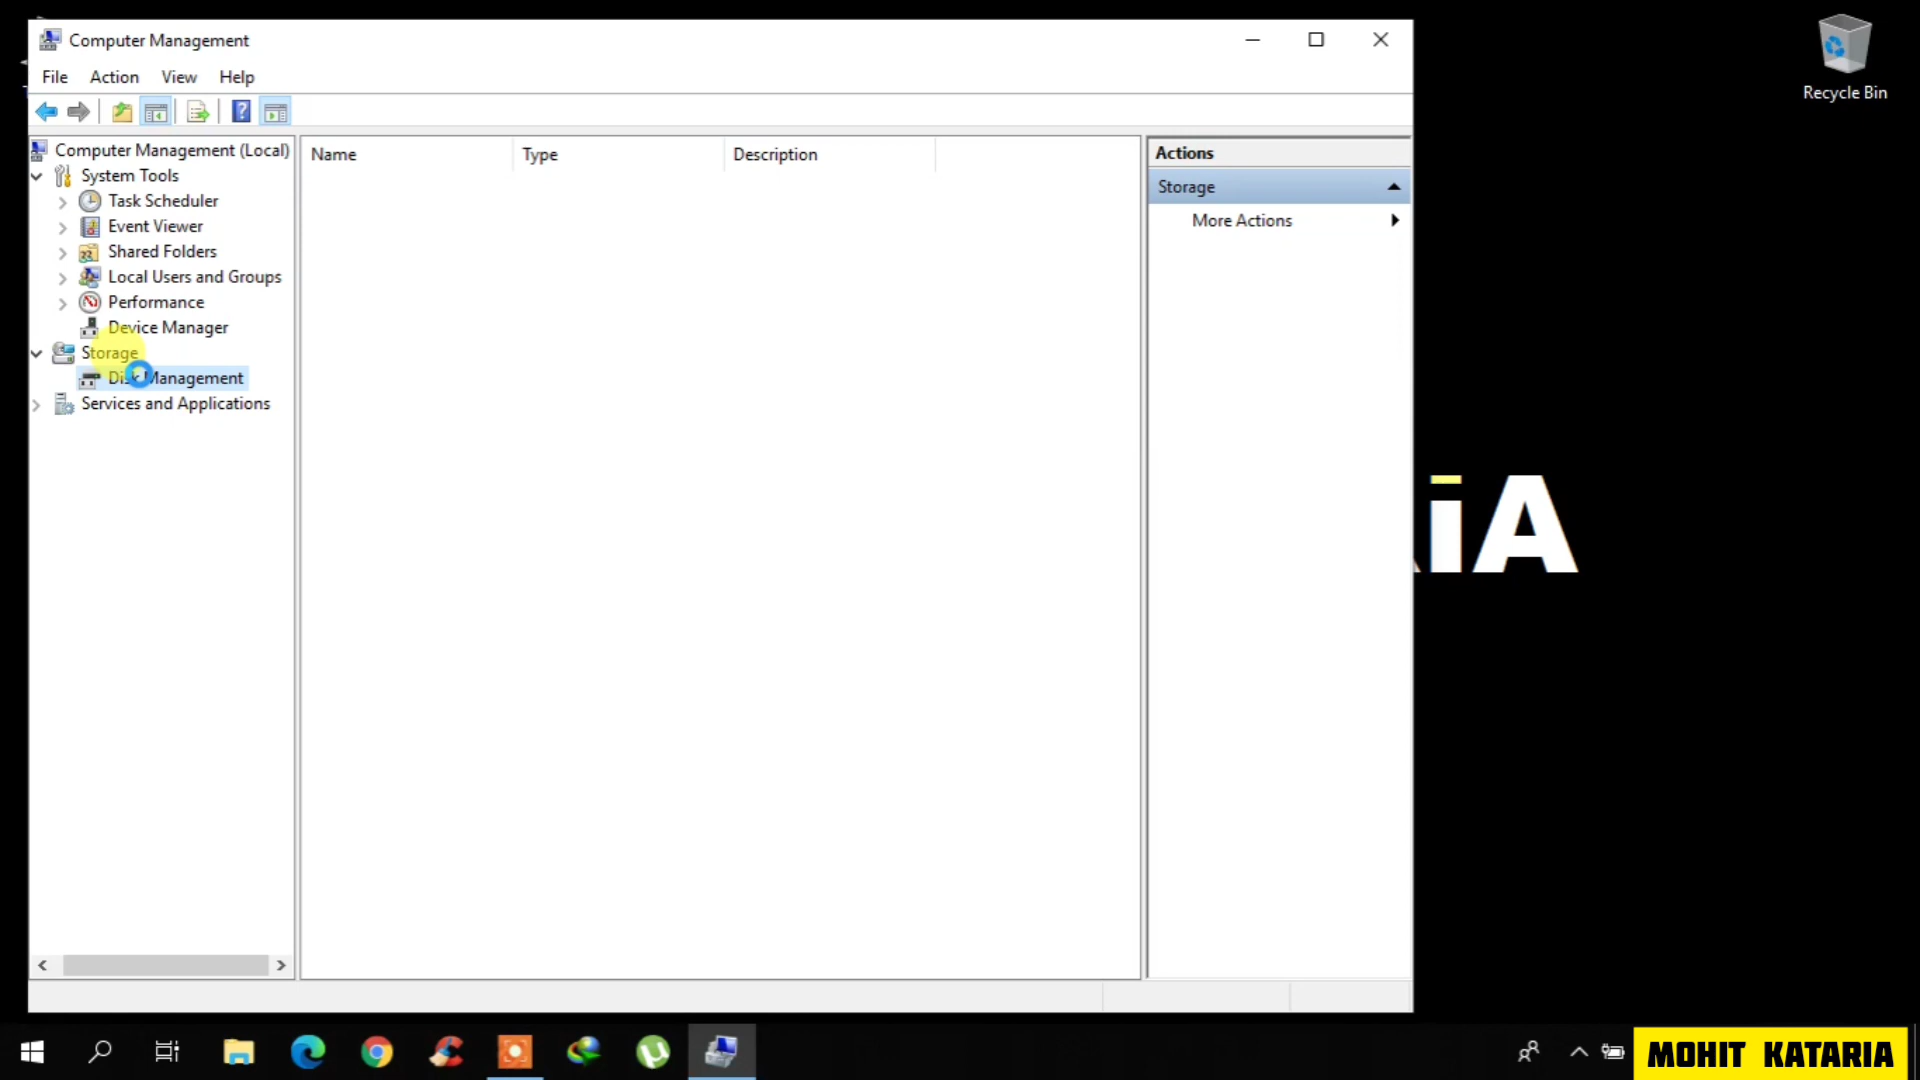 Computer Management
File Action View Help
Recycle Bin
Computer Management (Local)
System Tools
Task Scheduler
Event Viewer
Shared Folders
Local Users and Groups
Performance
Device Manager
Storage
Disk Management
Services and Applications
Name Type Description
Actions
Storage
More Actions
iA
MOHIT KATARIA